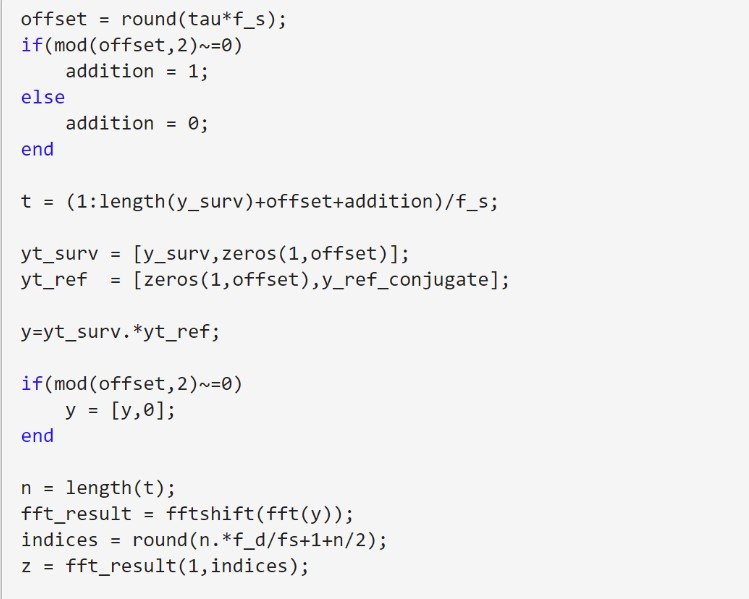 offset = round(tau*f_s);
if(mod(offset,2)~=0)
    addition = 1;
else
    addition = 0;
end
t = (1:length(y_surv)+offset+addition)/f_s;
yt_surv = [y_surv,zeros(1,offset)];
yt_ref  = [zeros(1,offset),y_ref_conjugate];
y=yt_surv.*yt_ref;
if(mod(offset,2)~=0)
    y = [y,0];
end
n = length(t);
fft_result = fftshift(fft(y));
indices = round(n.*f_d/fs+1+n/2);
z = fft_result(1,indices);